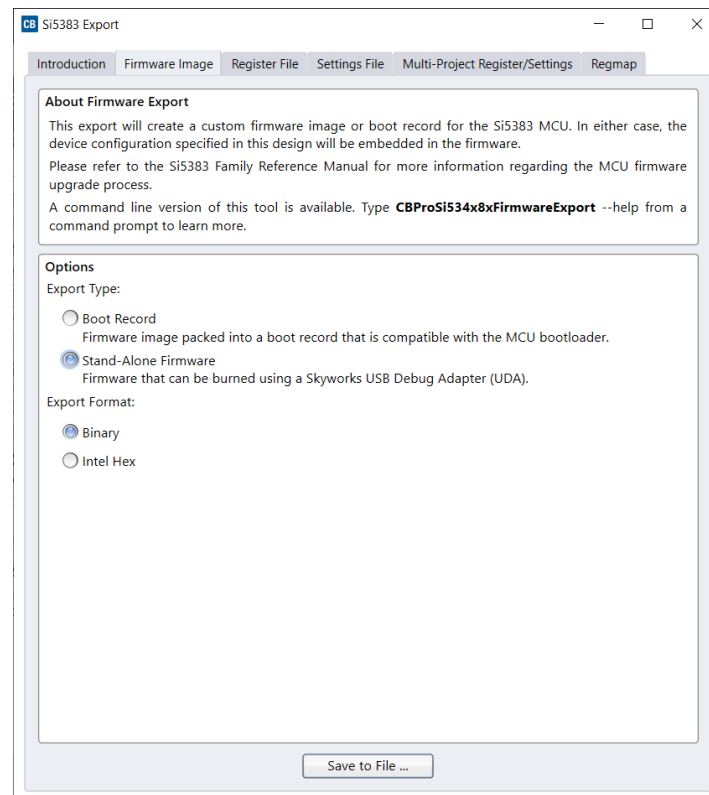 CB Si5383 Export
Introduction Firmware Image Register File Settings File Multi-Project Register/Settings Regmap
About Firmware Export
This export will create a custom firmware image or boot record for the Si5383 MCU. In either case, the
device configuration specified in this design will be embedded in the firmware.
Please refer to the Si5383 Family Reference Manual for more information regarding the MCU firmware
upgrade process.
A command line version of this tool is available. Type CBProSi534x8xFirmwareExport --help from a
command prompt to learn more.
Options
Export Type:
Boot Record
Firmware image packed into a boot record that is compatible with the MCU bootloader.
Stand-Alone Firmware
Firmware that can be burned using a Skyworks USB Debug Adapter (UDA).
Export Format:
Binary
Intel Hex
Save to File ...